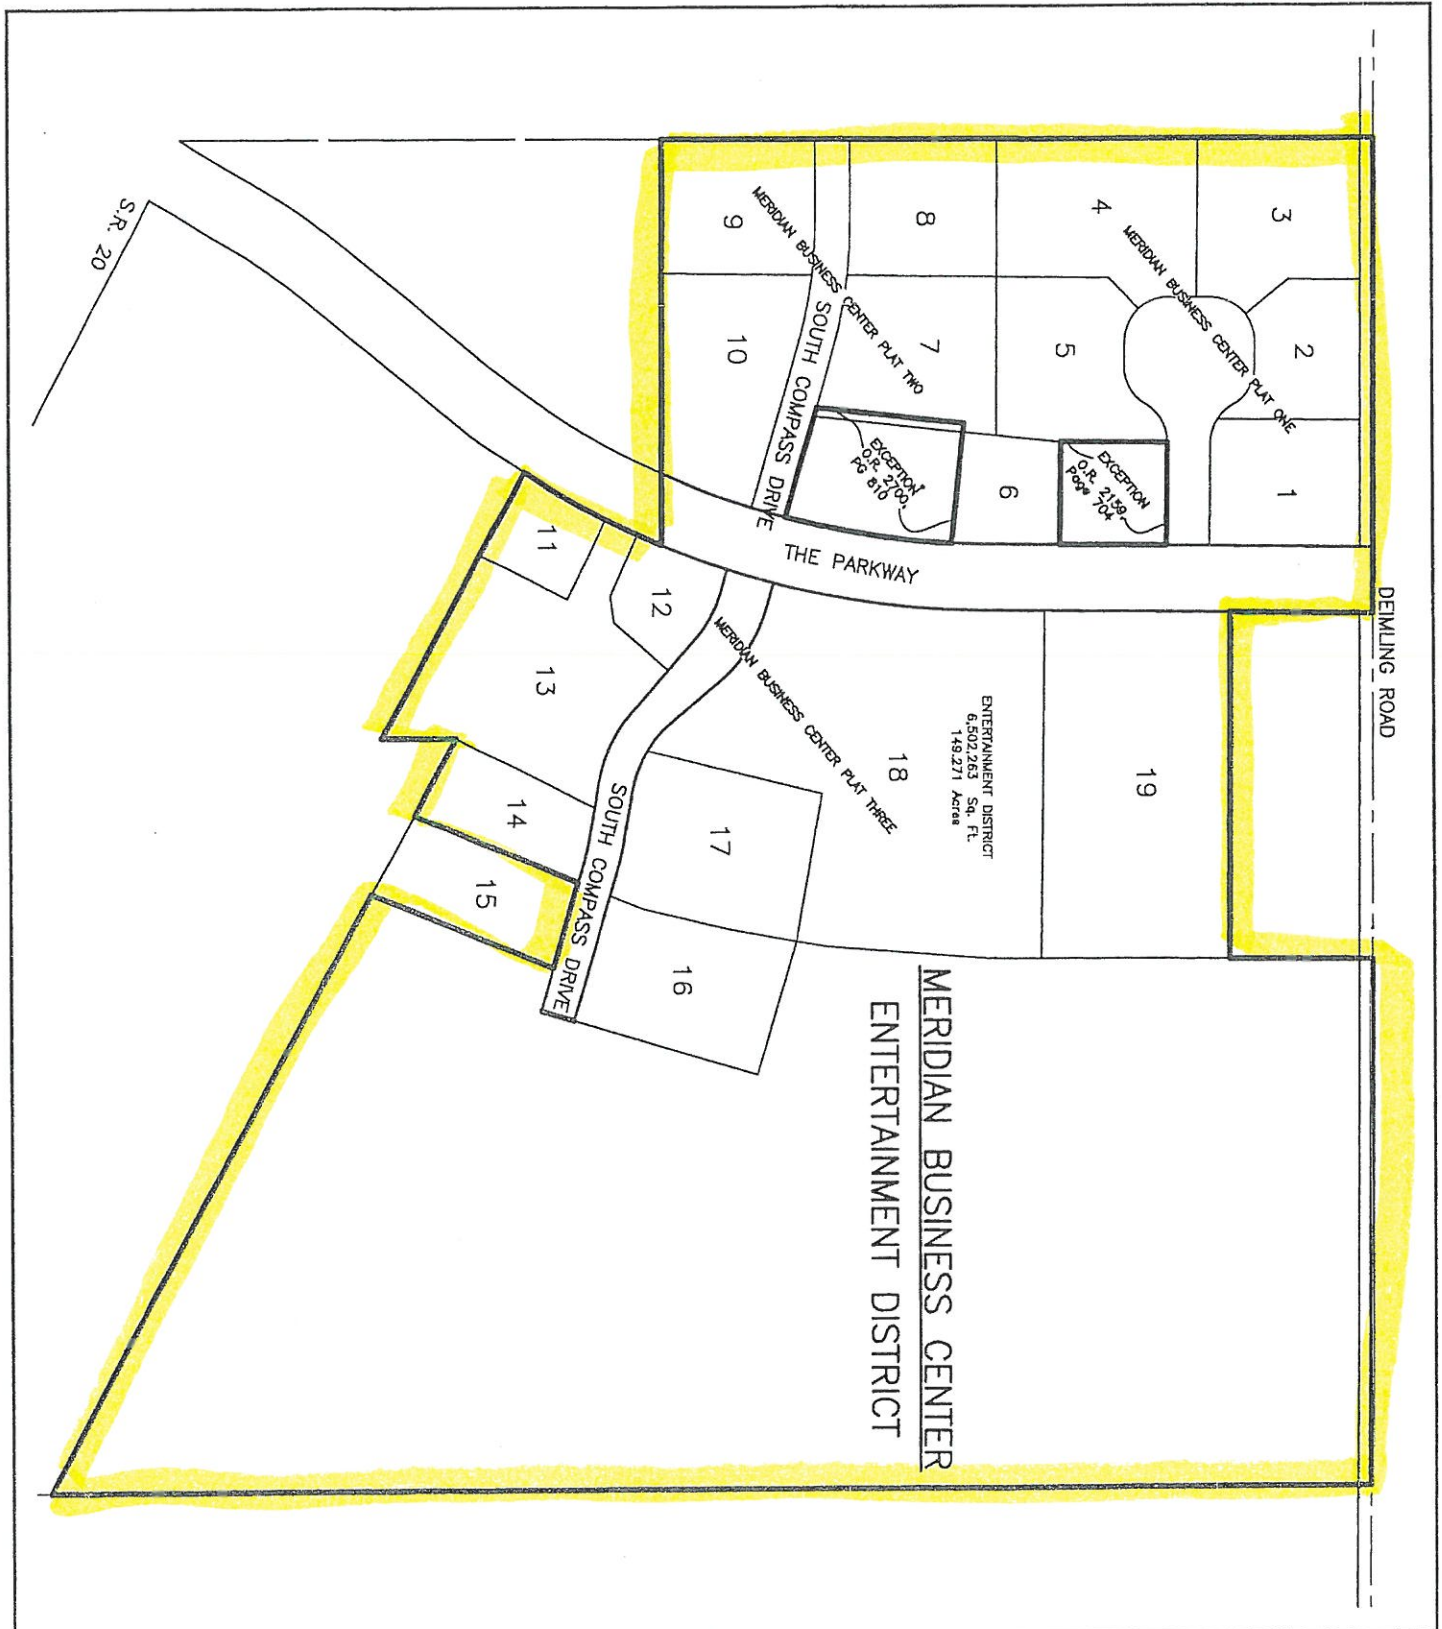 MERIDIAN BUSINESS CENTER
ENTERTAINMENT DISTRICT
DEIMLING ROAD
3
2
1
MERIDIAN BUSINESS CENTER PLAT ONE
4
5
EXCEPTION
O.R. 2159,
Page 704
6
8
7
MERIDIAN BUSINESS CENTER PLAT TWO
EXCEPTION
O.R. 2700,
PG 810
SOUTH COMPASS DRIVE
9
10
THE PARKWAY
S.R. 20
19
ENTERTAINMENT DISTRICT
6,502,263 Sq. Ft.
149.271 Acres
18
MERIDIAN BUSINESS CENTER PLAT THREE
17
16
SOUTH COMPASS DRIVE
12
11
13
14
15